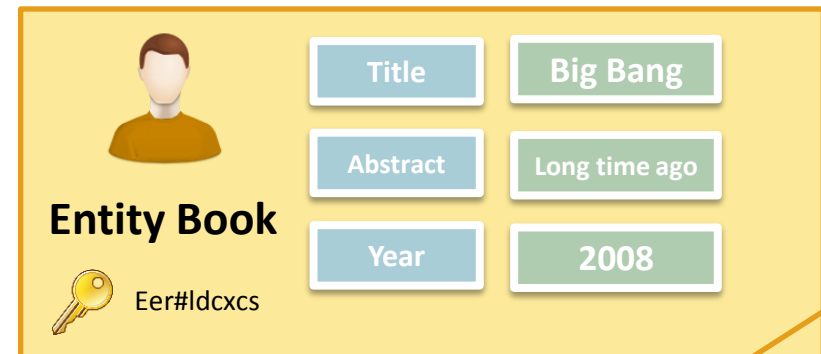 Title
Big Bang
Abstract
Long time ago
Entity Book
Year
2008
Eer#ldcxcs